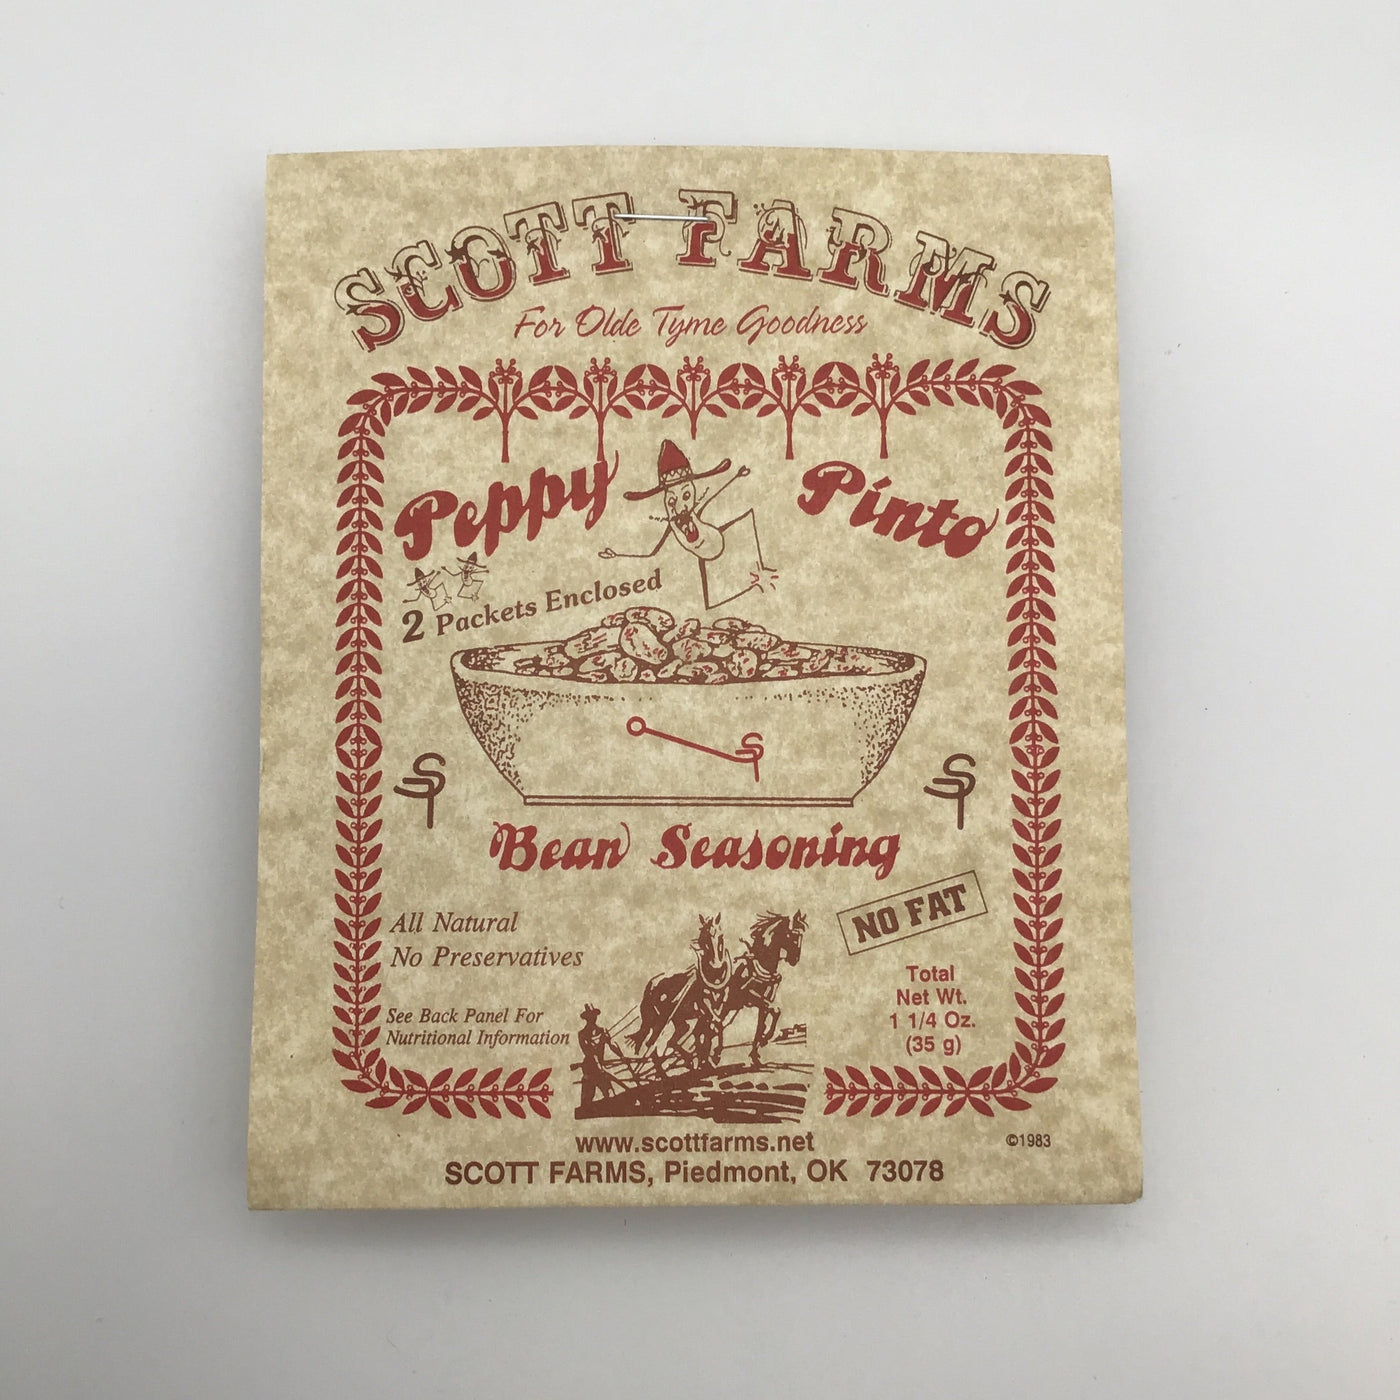 SCOTT FARMS
For Olde Tyme Goodness
Peppy Pinto
2 Packets Enclosed
Bean Seasoning
All Natural
No Preservatives
NO FAT
See Back Panel For
Nutritional Information
Total
Net Wt.
1 1/4 Oz.
(35 g)
www.scottfarms.net
©1983
SCOTT FARMS, Piedmont, OK 73078